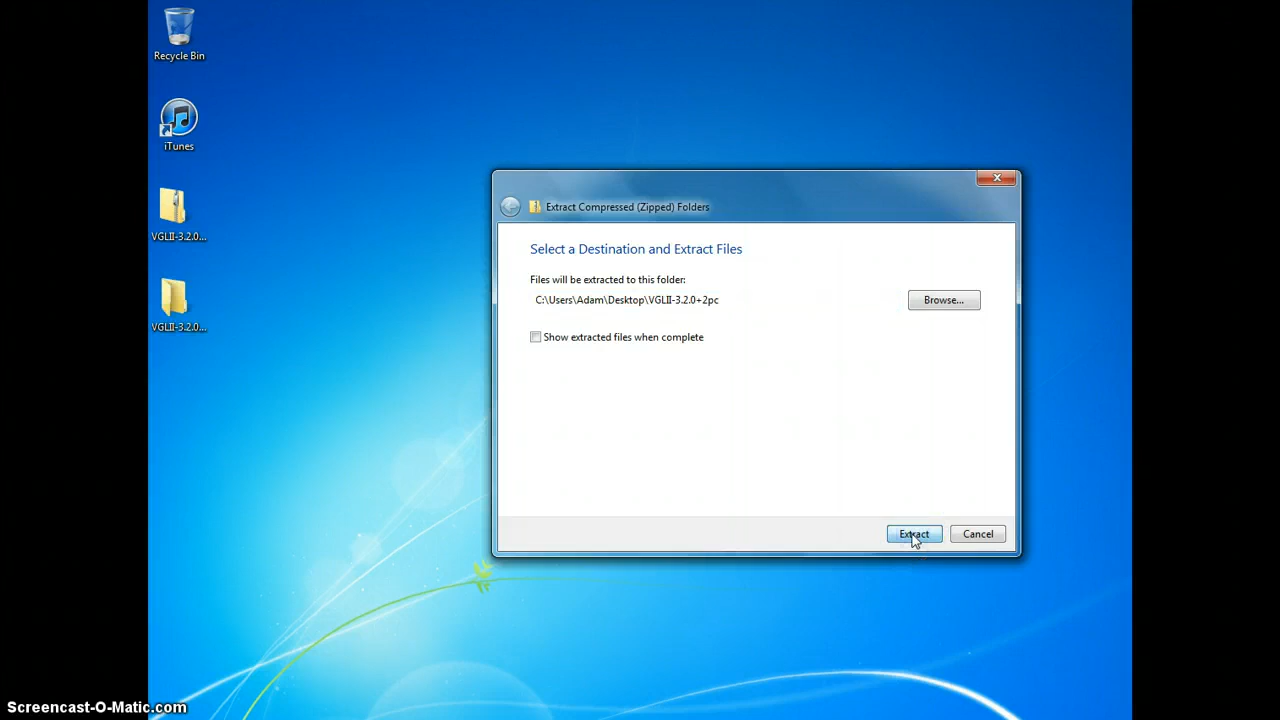 Recycle Bin
iTunes
VGLII-3.2.0...
VGLII-3.2.0...
Extract Compressed (Zipped) Folders
Select a Destination and Extract Files
Files will be extracted to this folder:
C:\Users\Adam\Desktop\VGLII-3.2.0+2pc
Browse...
Show extracted files when complete
Extract
Cancel
Screencast-O-Matic.com